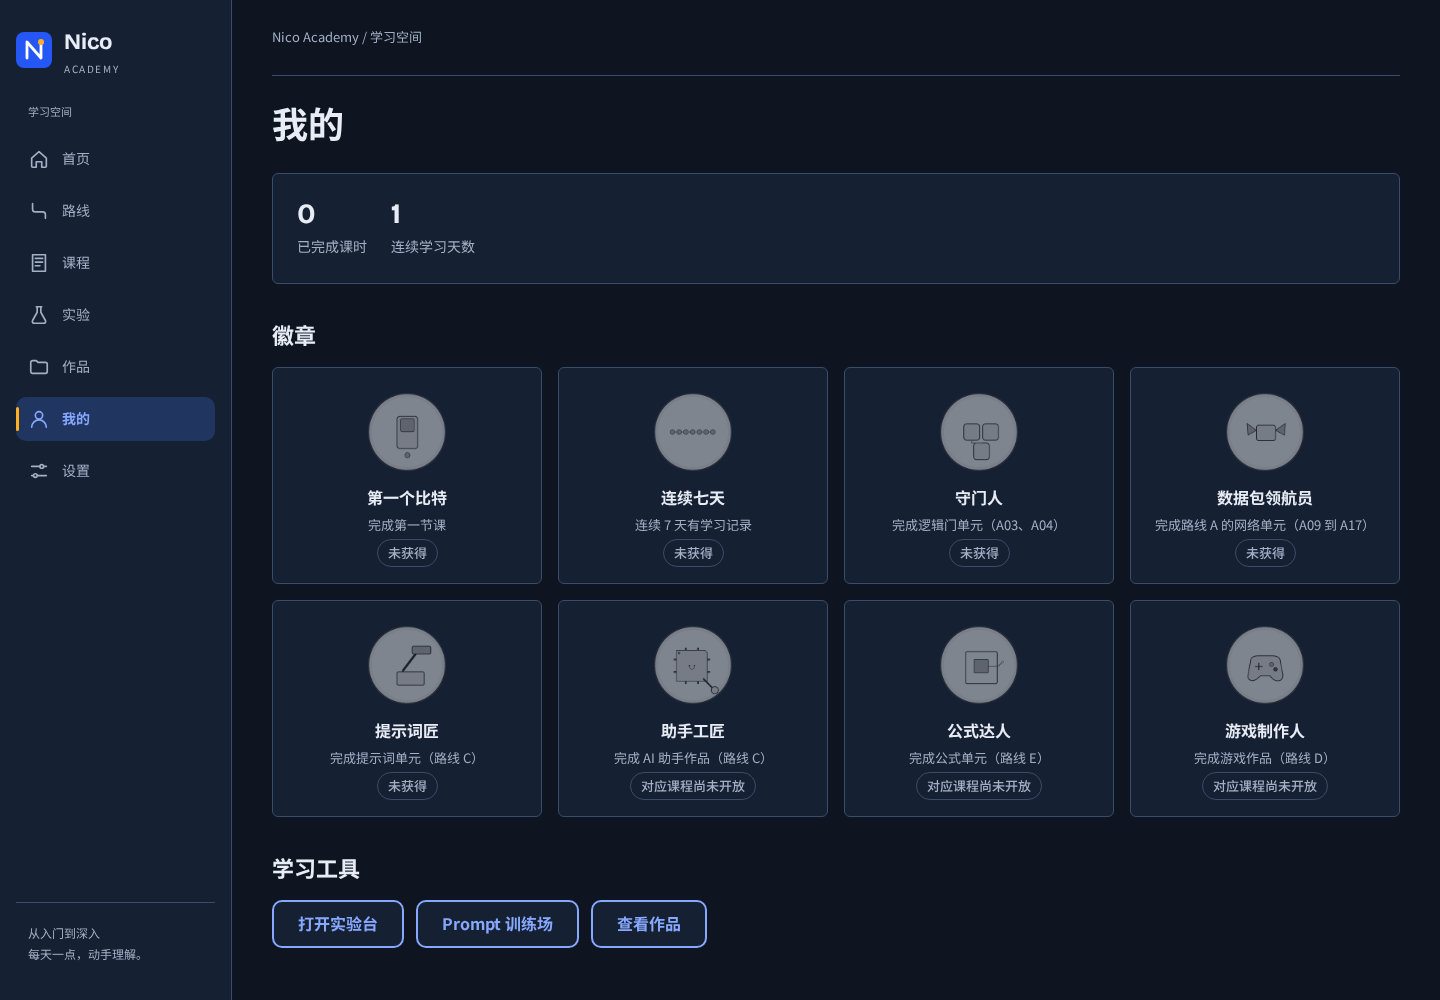 Nico
ACADEMY
学习空间
首页
路线
课程
实验
作品
我的
设置
从入门到深入
每天一点，动手理解。
Nico Academy / 学习空间
我的
0
已完成课时
1
连续学习天数
徽章
第一个比特
完成第一节课
未获得
连续七天
连续 7 天有学习记录
未获得
守门人
完成逻辑门单元（A03、A04）
未获得
数据包领航员
完成路线 A 的网络单元（A09 到 A17）
未获得
提示词匠
完成提示词单元（路线 C）
未获得
助手工匠
完成 AI 助手作品（路线 C）
对应课程尚未开放
公式达人
完成公式单元（路线 E）
对应课程尚未开放
游戏制作人
完成游戏作品（路线 D）
对应课程尚未开放
学习工具
打开实验台
Prompt 训练场
查看作品